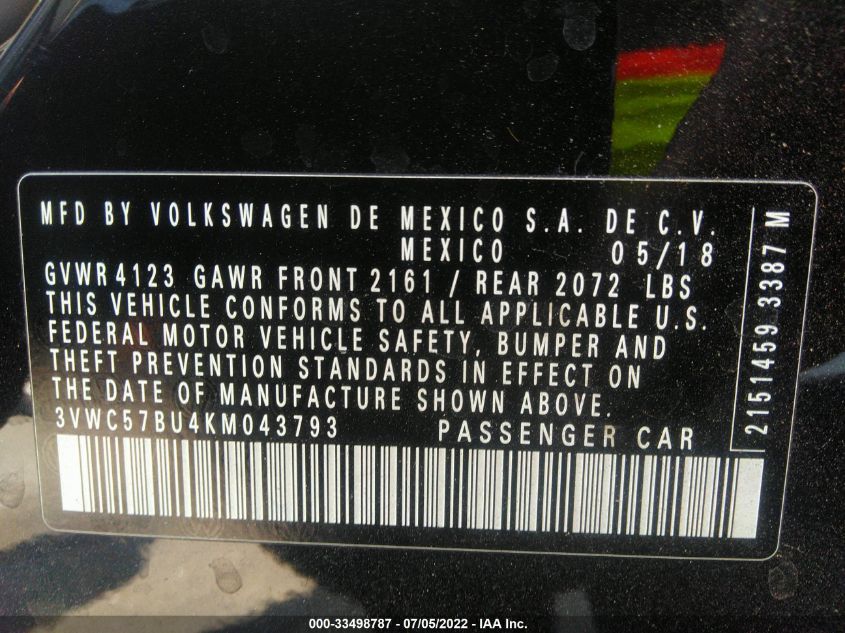 MFD BY VOLKSWAGEN DE MEXICO S.A. DE C.V.
MEXICO 05/18
GVWR 4123 GAWR FRONT 2161 / REAR 2072 LBS
THIS VEHICLE CONFORMS TO ALL APPLICABLE U.S.
FEDERAL MOTOR VEHICLE SAFETY, BUMPER AND
THEFT PREVENTION STANDARDS IN EFFECT ON
THE DATE OF MANUFACTURE SHOWN ABOVE.
3VWC57BU4KM043793 PASSENGER CAR
2151459 3387 M
000-33498787 - 07/05/2022 - IAA Inc.